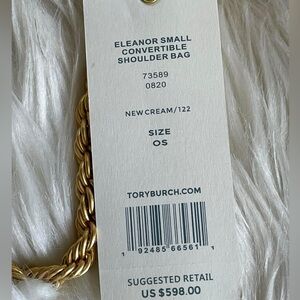 ELEANOR SMALL
CONVERTIBLE
SHOULDER BAG
73589
0820
NEW CREAM/122
SIZE
OS
TORYBURCH.COM
1 92485 66561 1
SUGGESTED RETAIL
US $598.00